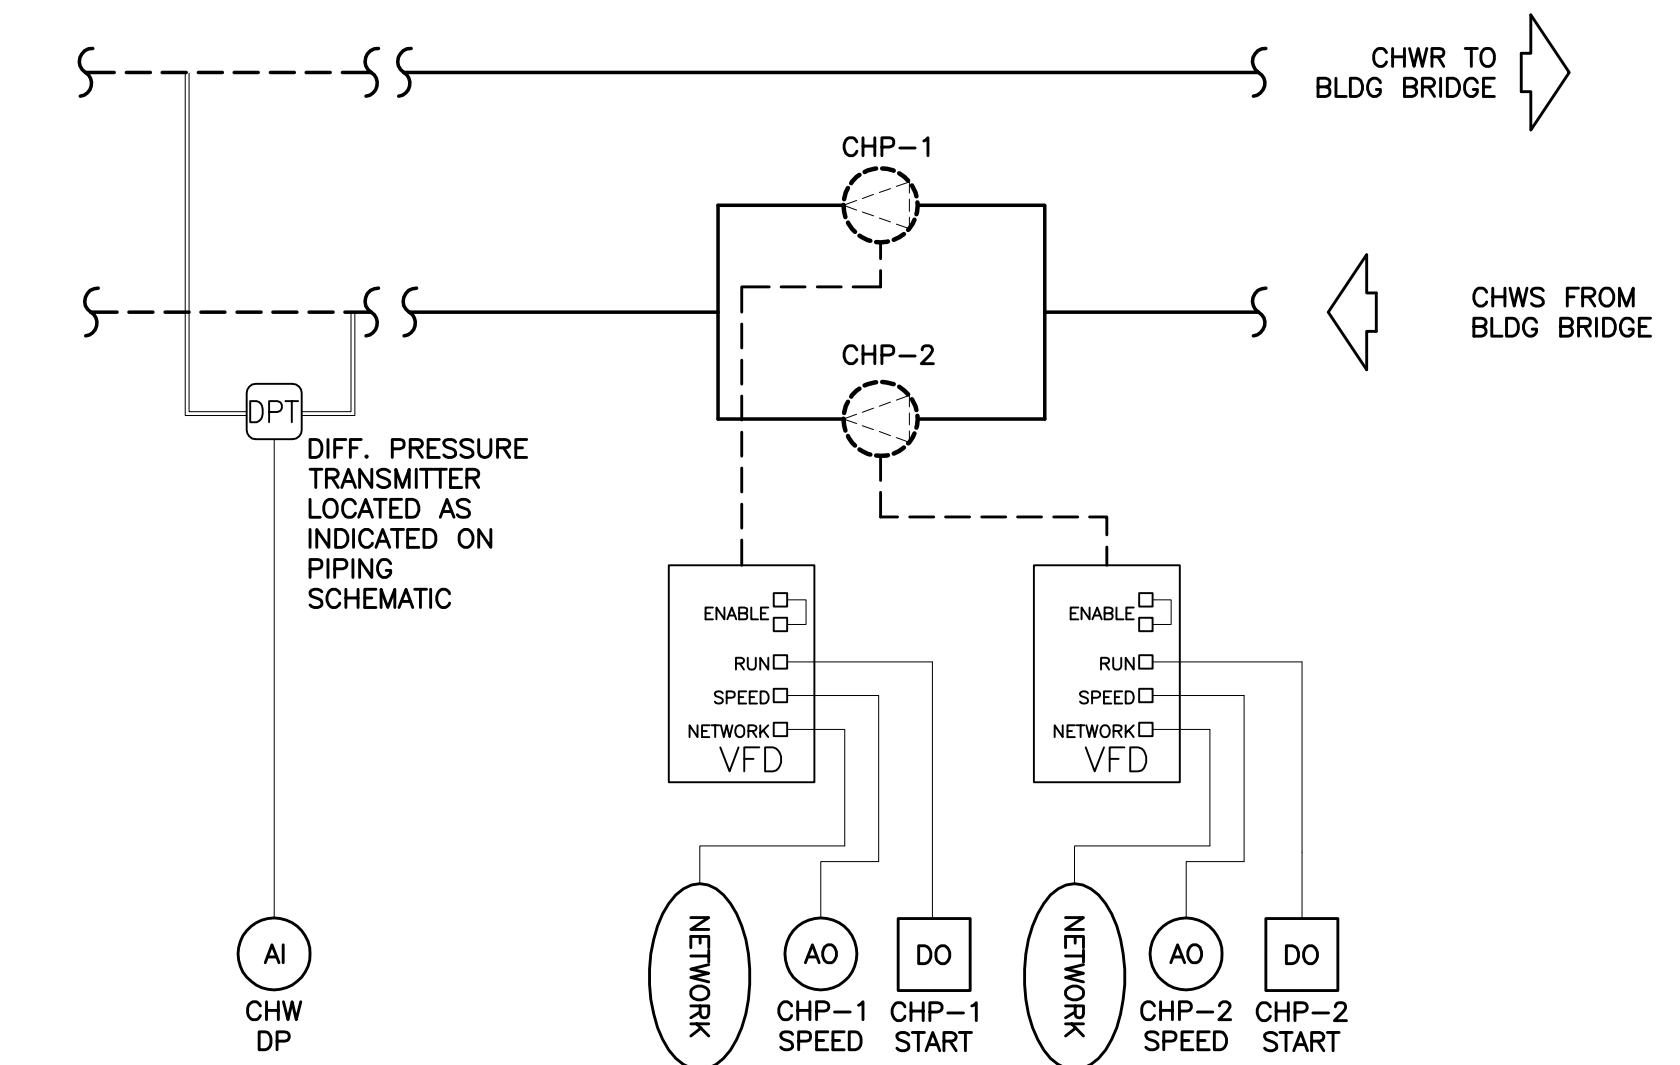 CHWR TO
BLDG BRIDGE
CHP-1
CHWS FROM
BLDG BRIDGE
CHP-2
DPT
DIFF. PRESSURE
TRANSMITTER
LOCATED AS
INDICATED ON
PIPING
SCHEMATIC
ENABLE
RUN
SPEED
NETWORK
VFD
ENABLE
RUN
SPEED
NETWORK
VFD
AI
CHW
DP
NETWORK
AO
CHP-1
SPEED
DO
CHP-1
START
NETWORK
AO
CHP-2
SPEED
DO
CHP-2
START